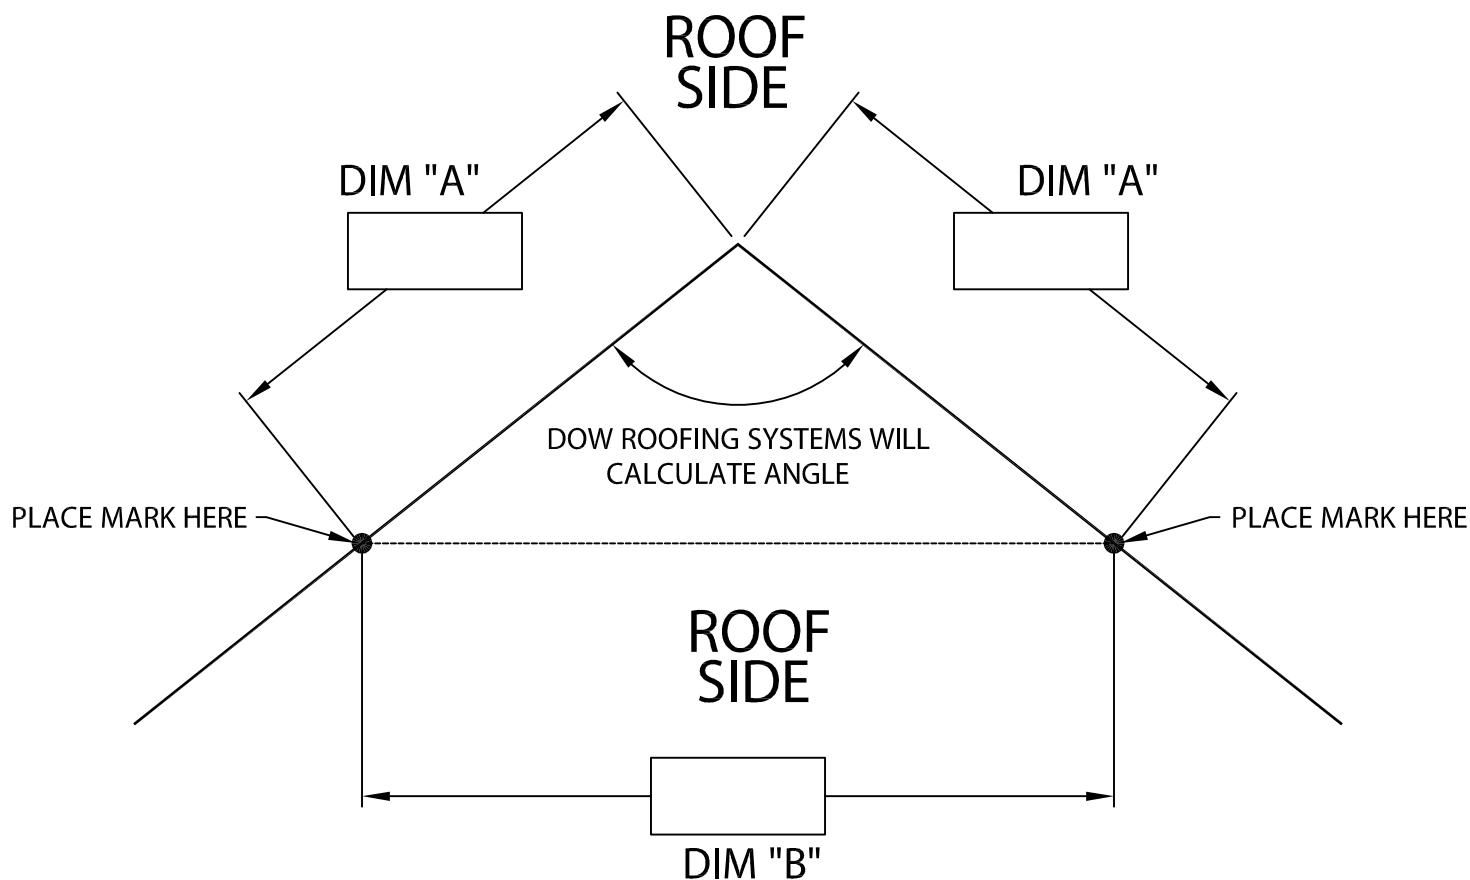 ROOF
SIDE
DIM "A"
DIM "A"
DOW ROOFING SYSTEMS WILL
CALCULATE ANGLE
PLACE MARK HERE
PLACE MARK HERE
ROOF
SIDE
DIM "B"